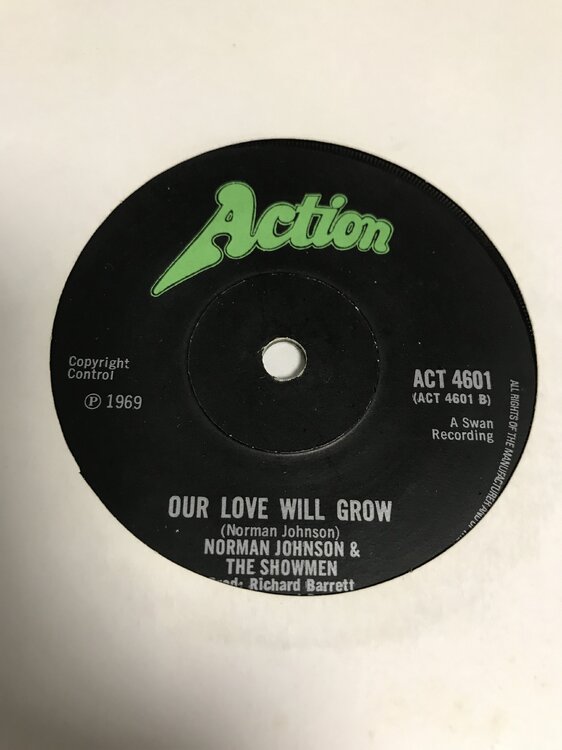 Action
Copyright
Control
Ⓟ 1969
ACT 4601
(ACT 4601 B)
A Swan
Recording
ALL RIGHTS OF THE MANUFACTURER AND
OUR LOVE WILL GROW
(Norman Johnson)
NORMAN JOHNSON &
THE SHOWMEN
Prod: Richard Barrett